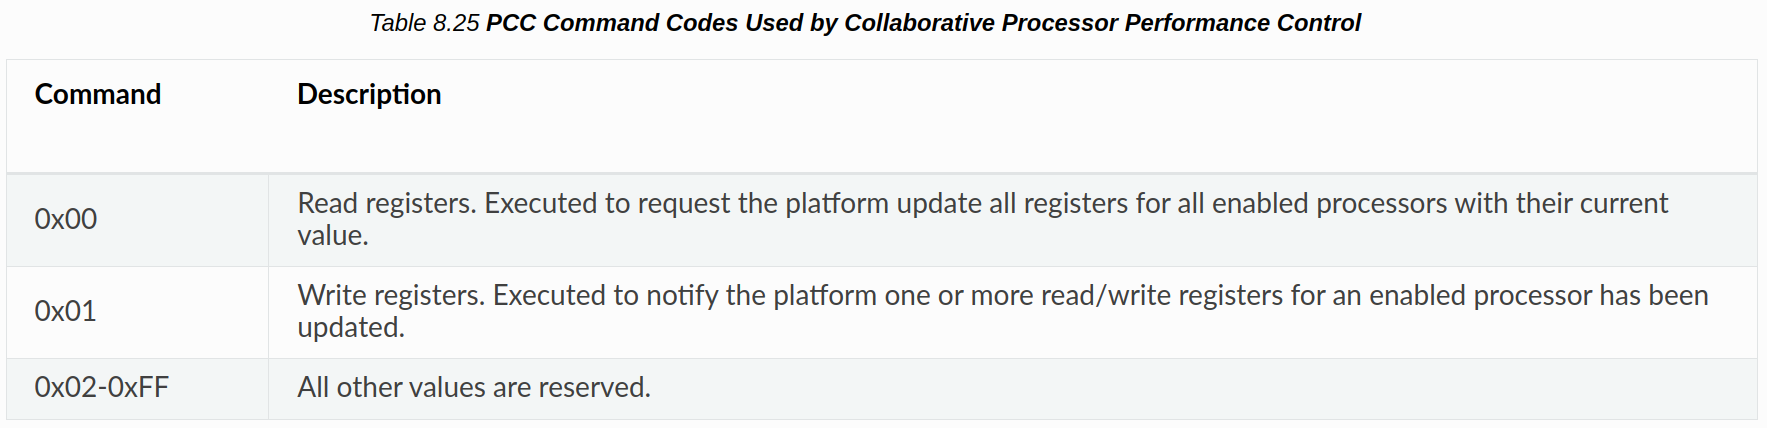 Table 8.25 PCC Command Codes Used by Collaborative Processor Performance Control
Command Description
0x00 Read registers. Executed to request the platform update all registers for all enabled processors with their current
value.
0x01 Write registers. Executed to notify the platform one or more read/write registers for an enabled processor has been
updated.
0x02-0xFF All other values are reserved.